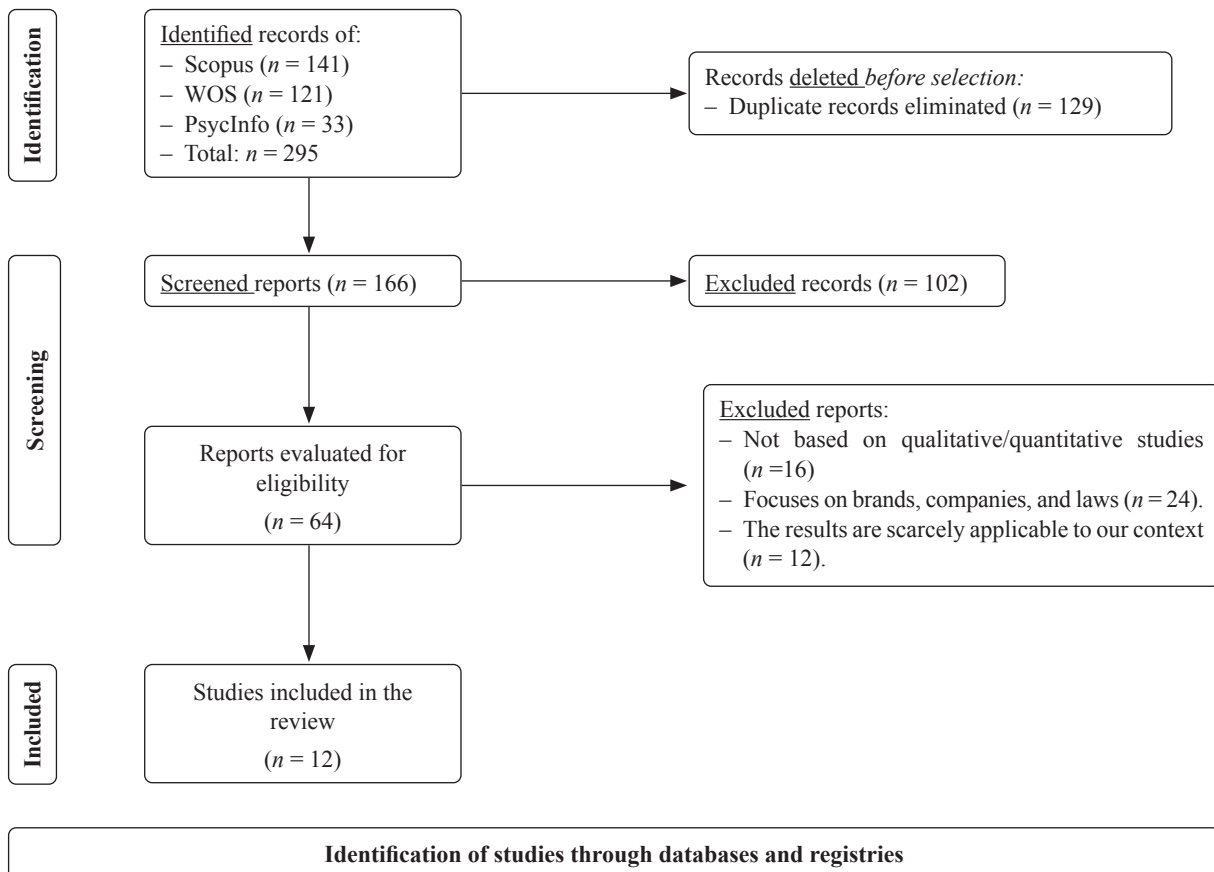 Identification
Identified records of:
– Scopus (n = 141)
– WOS (n = 121)
– PsycInfo (n = 33)
– Total: n = 295
Records deleted before selection:
– Duplicate records eliminated (n = 129)
Screening
Screened reports (n = 166)
Excluded records (n = 102)
Reports evaluated for
eligibility
(n = 64)
Excluded reports:
– Not based on qualitative/quantitative studies
(n =16)
– Focuses on brands, companies, and laws (n = 24).
– The results are scarcely applicable to our context
(n = 12).
Included
Studies included in the
review
(n = 12)
Identification of studies through databases and registries